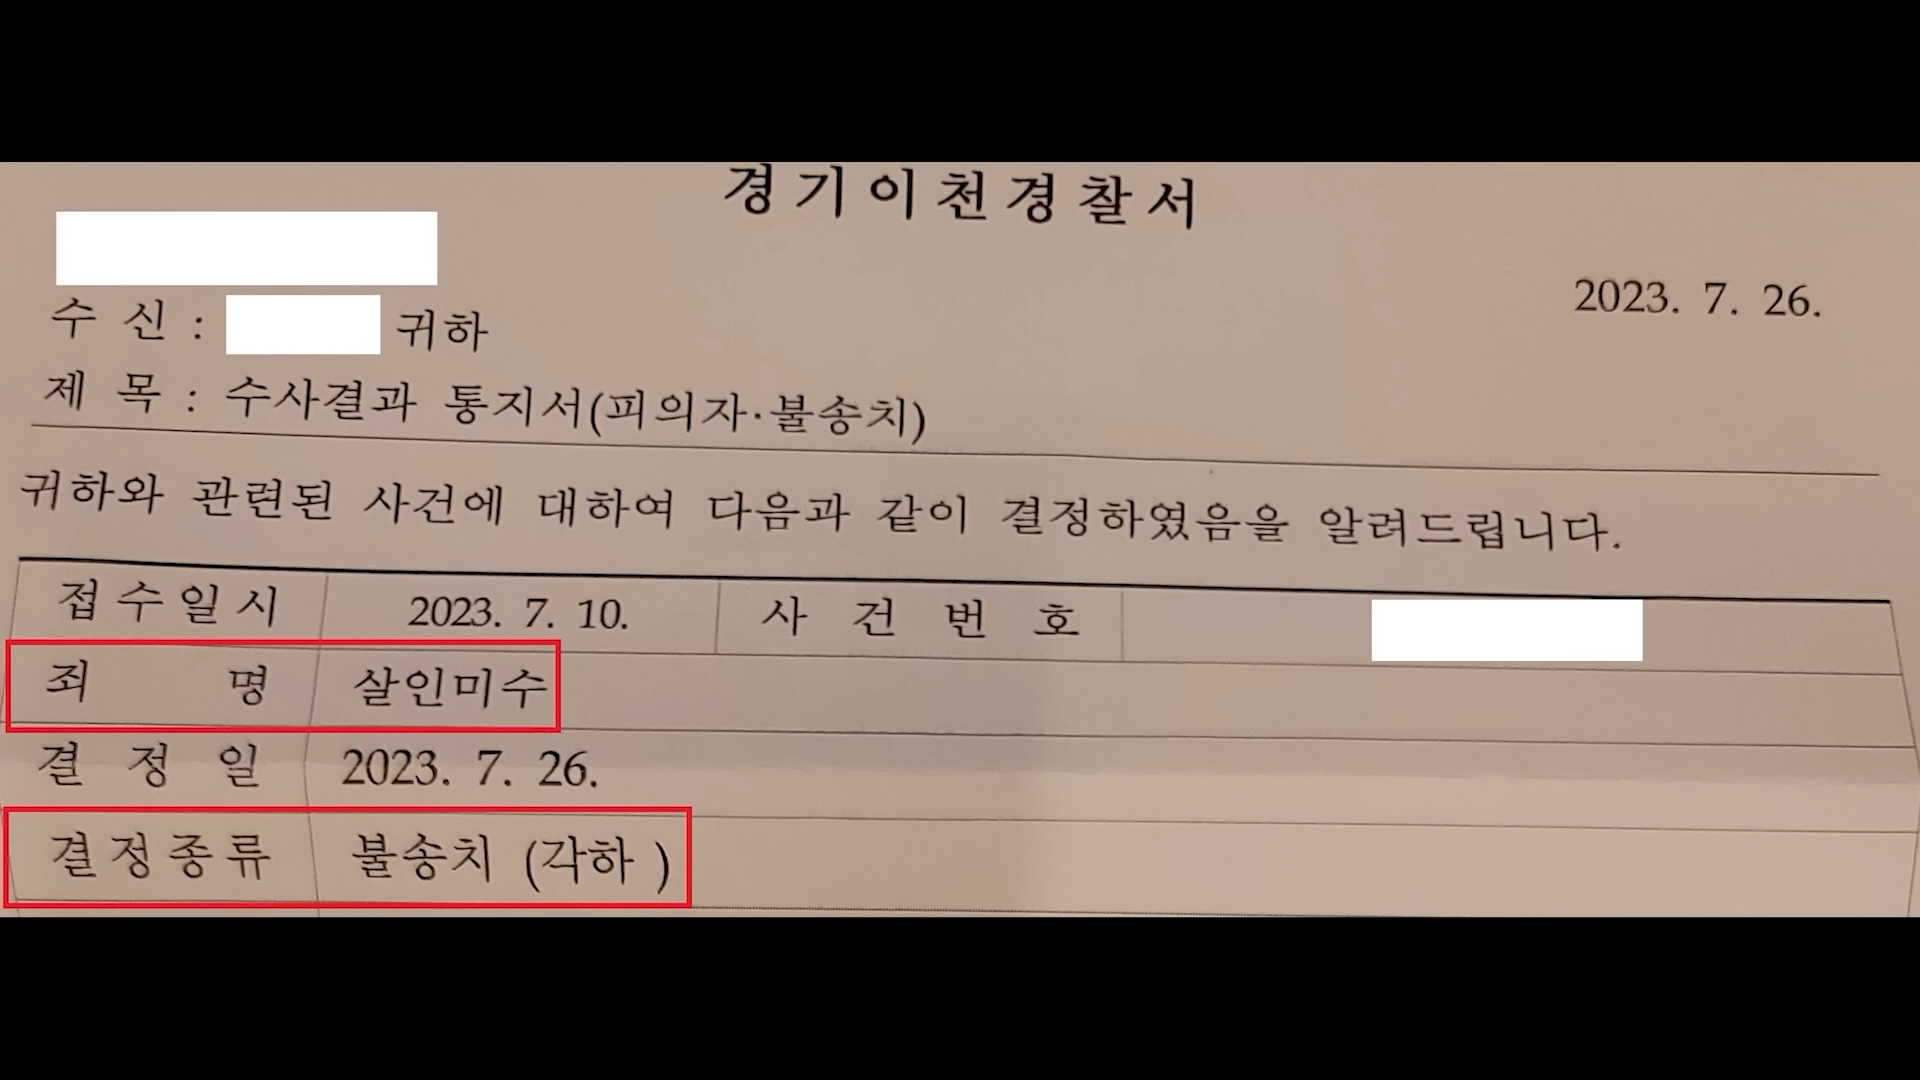 경기이천경찰서
2023. 7. 26.
수 신 : 귀하
제 목 : 수사결과 통지서(피의자·불송치)
귀하와 관련된 사건에 대하여 다음과 같이 결정하였음을 알려드립니다.
접수일시 2023. 7. 10. 사 건 번 호
죄 명 살인미수
결 정 일 2023. 7. 26.
결정종류 불송치 (각하 )